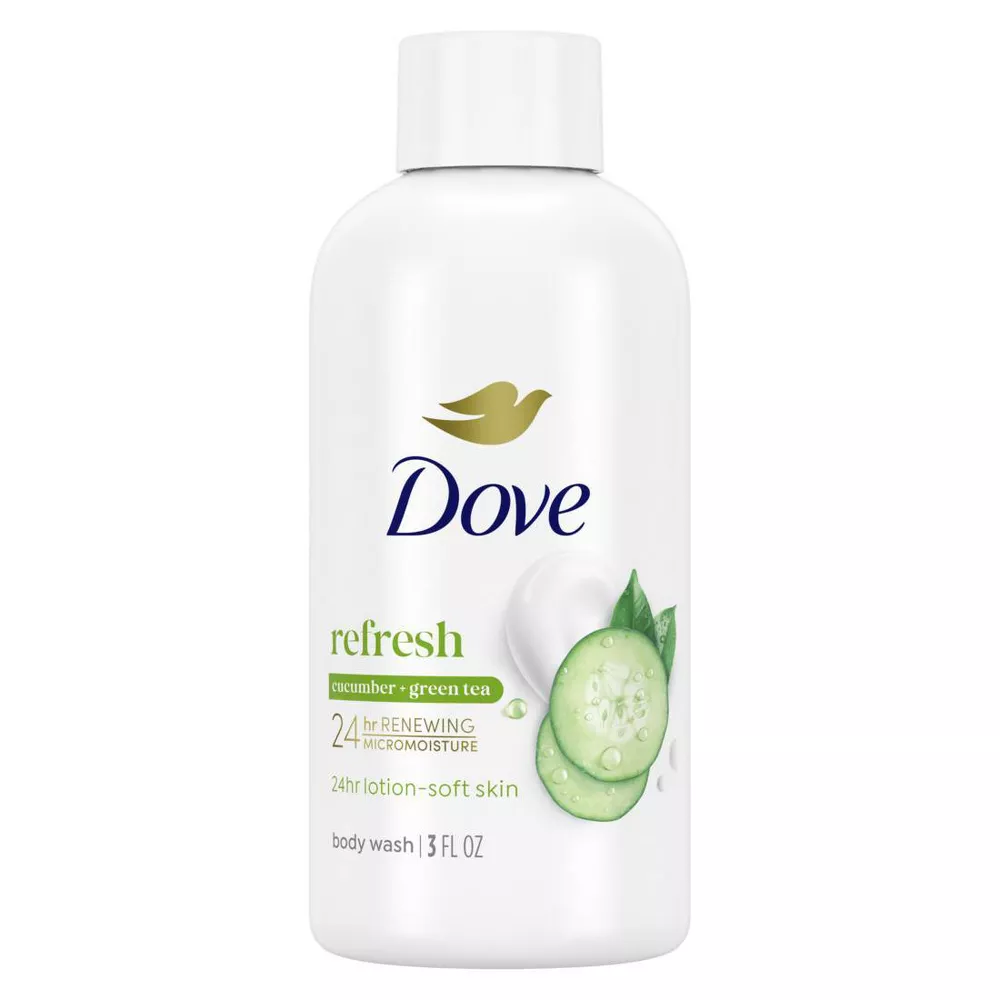 Dove
refresh
cucumber + green tea
24 hr RENEWING
MICROMOISTURE
24hr lotion-soft skin
body wash | 3 FL OZ